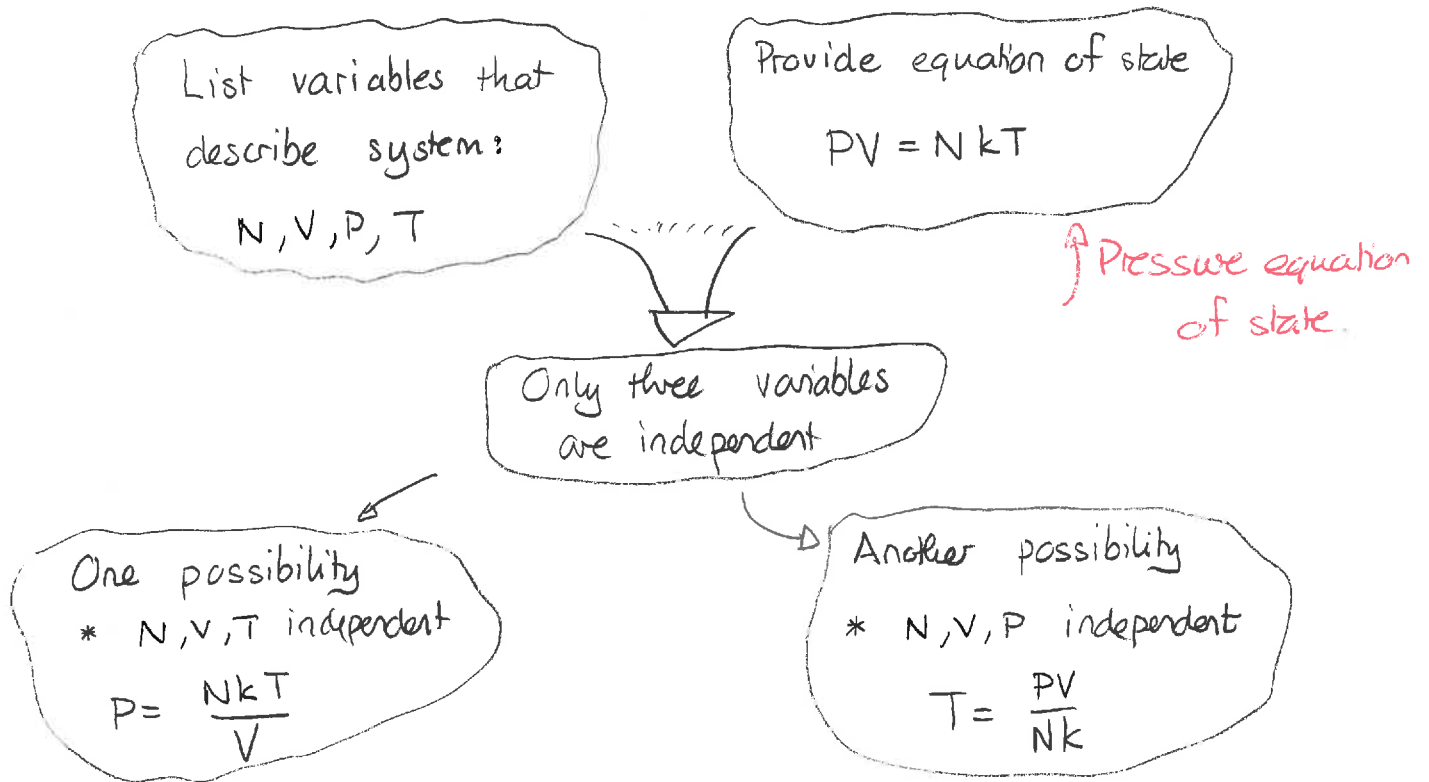 List variables that
describe system:
N, V, P, T
Provide equation of state
PV = NkT
Pressure equation
of state.
Only three variables
are independent
One possibility
* N, V, T independent
P = NkT / V
Another possibility
* N, V, P independent
T = PV / Nk